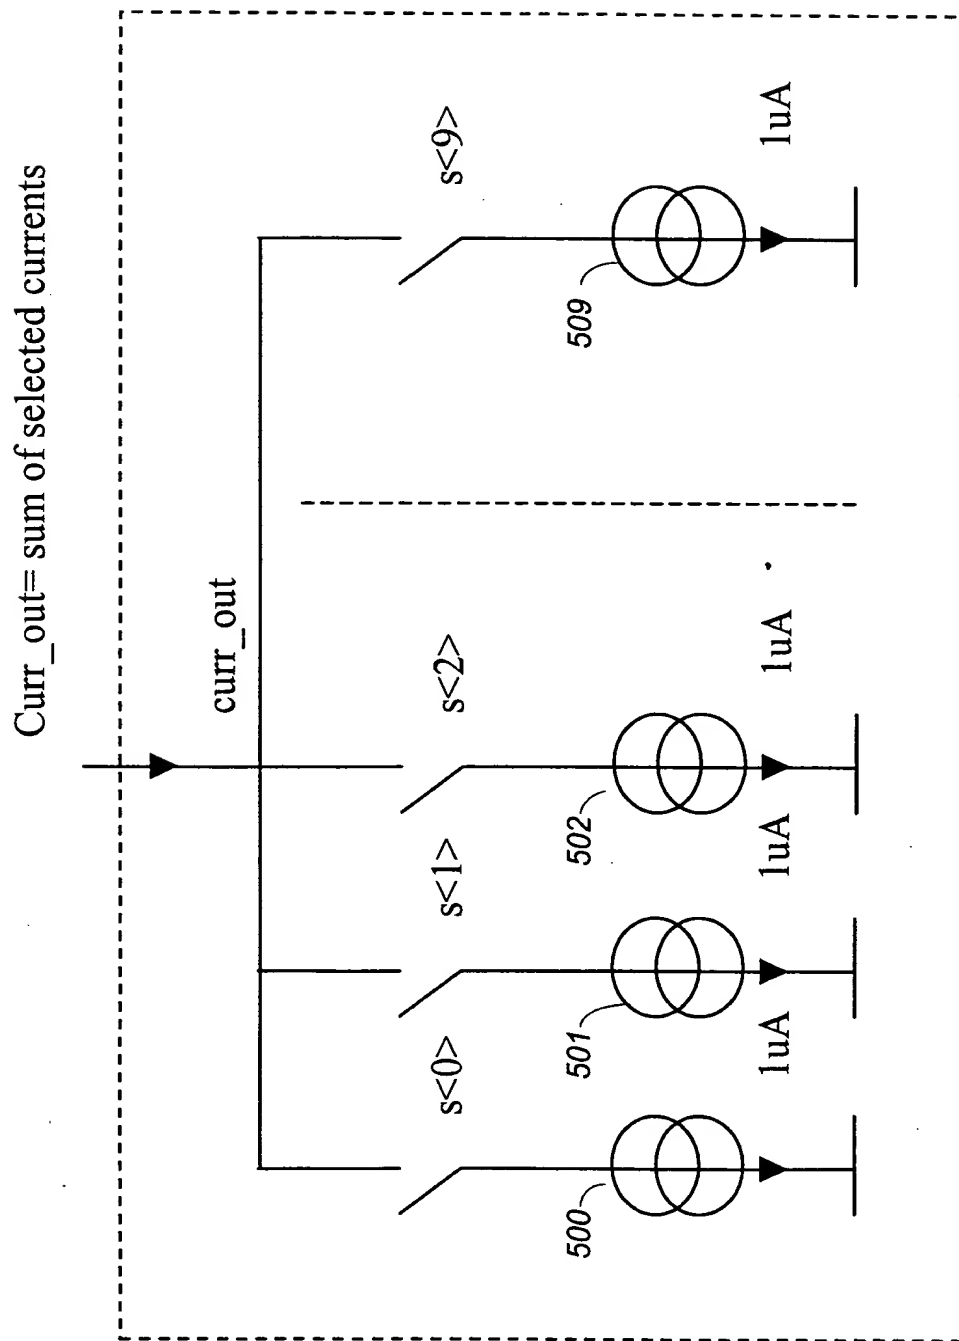 Curr_out= sum of selected currents
curr_out
s<0>
s<1>
s<2>
s<9>
500
501
502
509
1uA
1uA
1uA
1uA